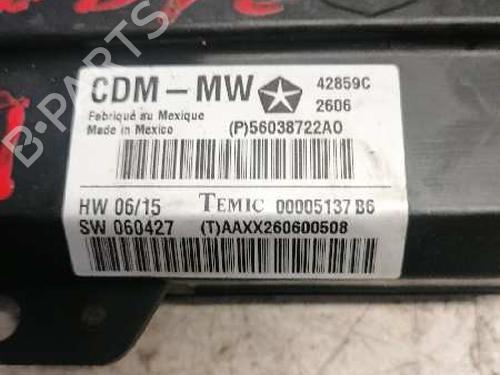 CDM-MW 42859C
2606
Fabriqué au Mexique
Made in Mexico (P)56038722AO
HW 06/15 TEMIC 00005137 B6
SW 060427 (T)AAXX260600508
B-PARTS